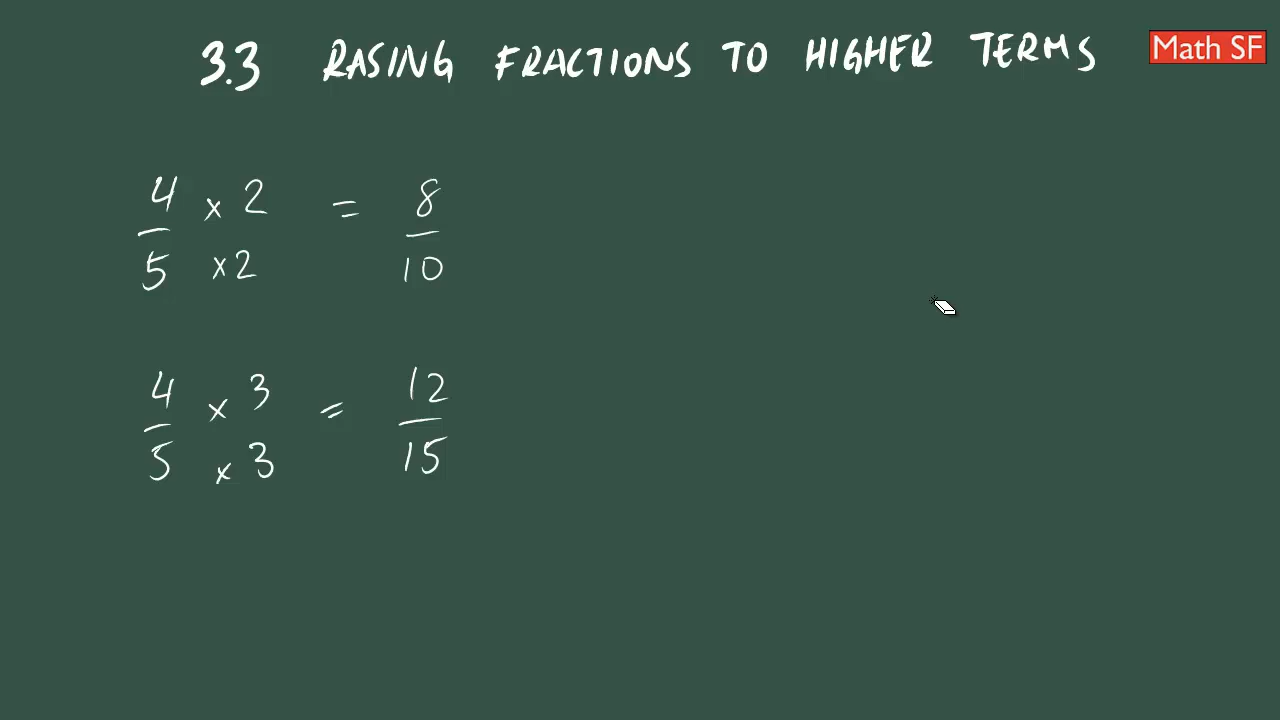 3.3 RASING FRACTIONS TO HIGHER TERMS
Math SF
4 × 2 = 8
5 × 2 10
4 × 3 = 12
5 × 3 15